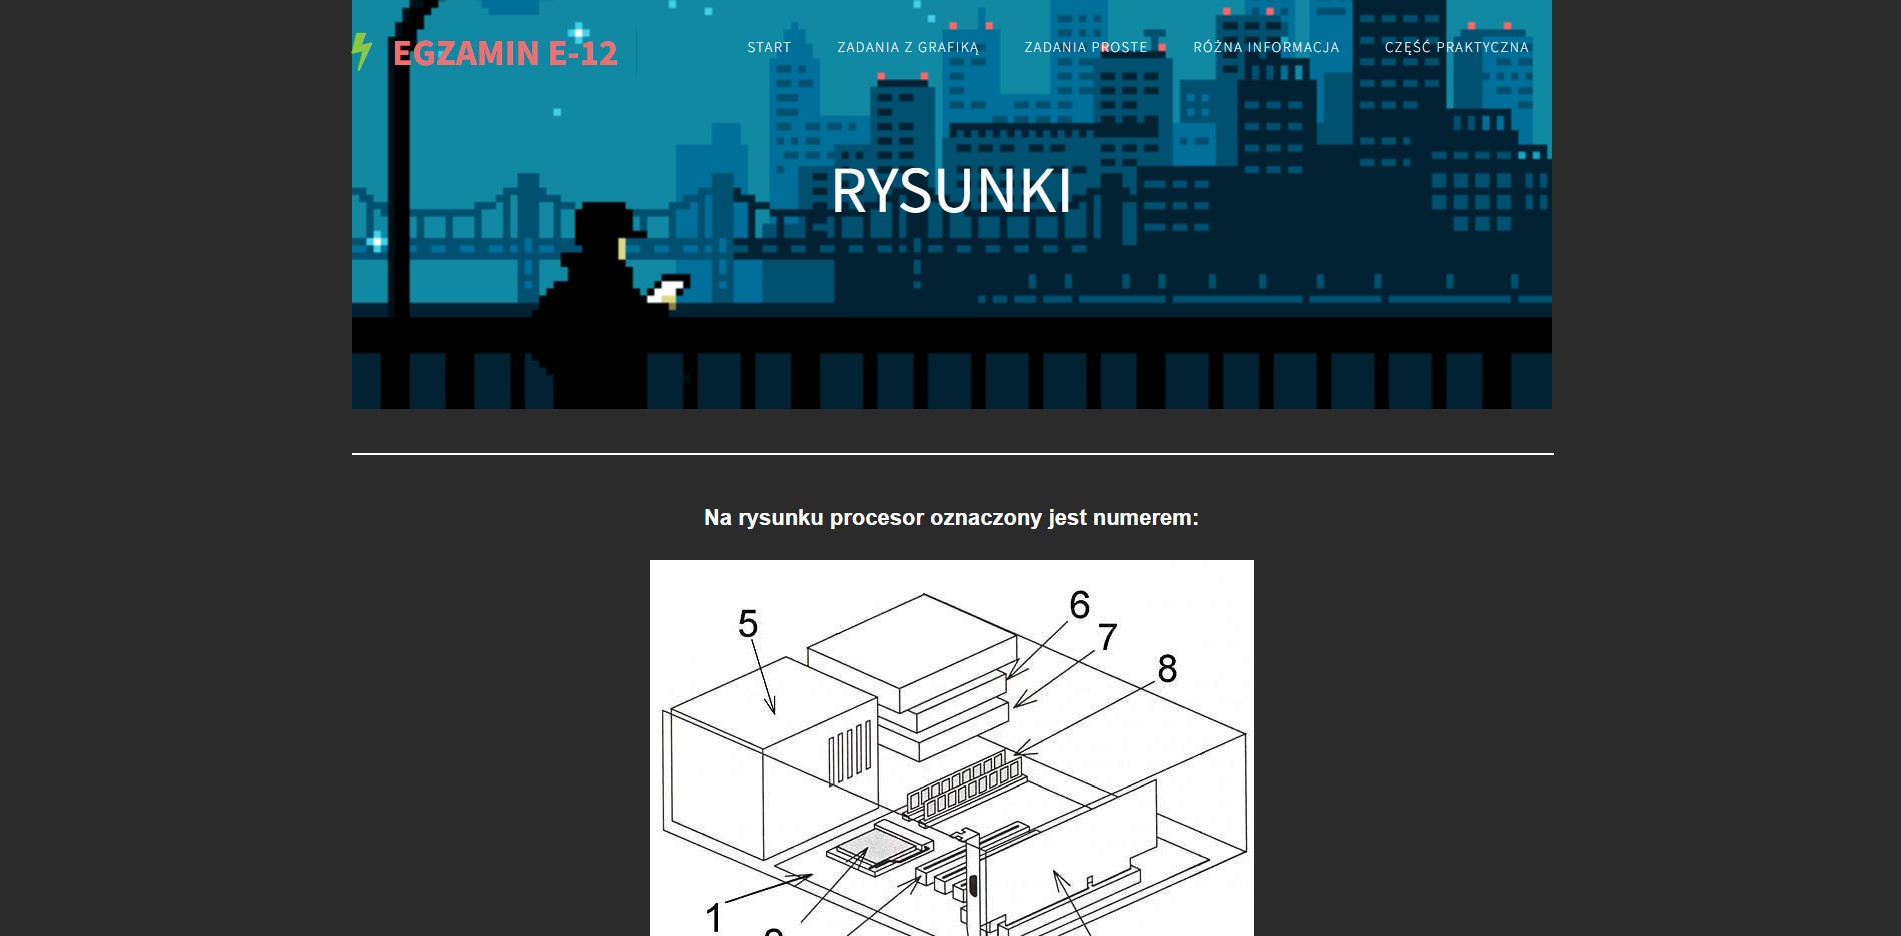 EGZAMIN E-12
START ZADANIA Z GRAFIKĄ ZADANIA PROSTE RÓŻNA INFORMACJA CZĘŚĆ PRAKTYCZNA
RYSUNKI
Na rysunku procesor oznaczony jest numerem:
6
5
7
8
1